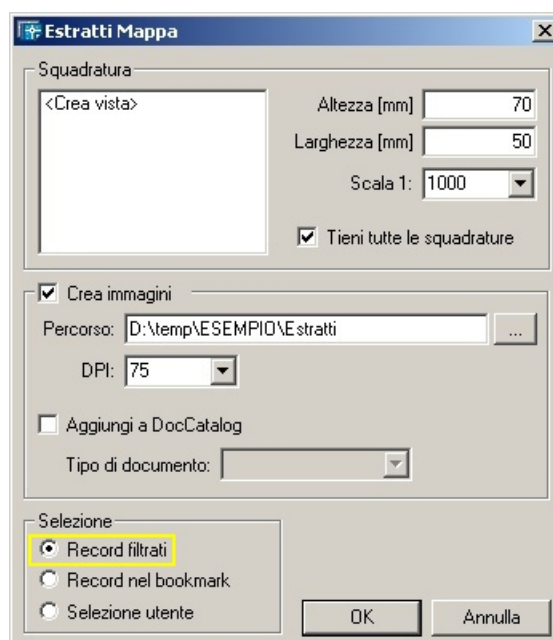 Estratti Mappa
Squadratura
<Crea vista>
Altezza [mm] 70
Larghezza [mm] 50
Scala 1: 1000
Tieni tutte le squadrature
Crea immagini
Percorso: D:\temp\ESEMPIO\Estratti ...
DPI: 75
Aggiungi a DocCatalog
Tipo di documento:
Selezione
Record filtrati
Record nel bookmark
Selezione utente
OK Annulla